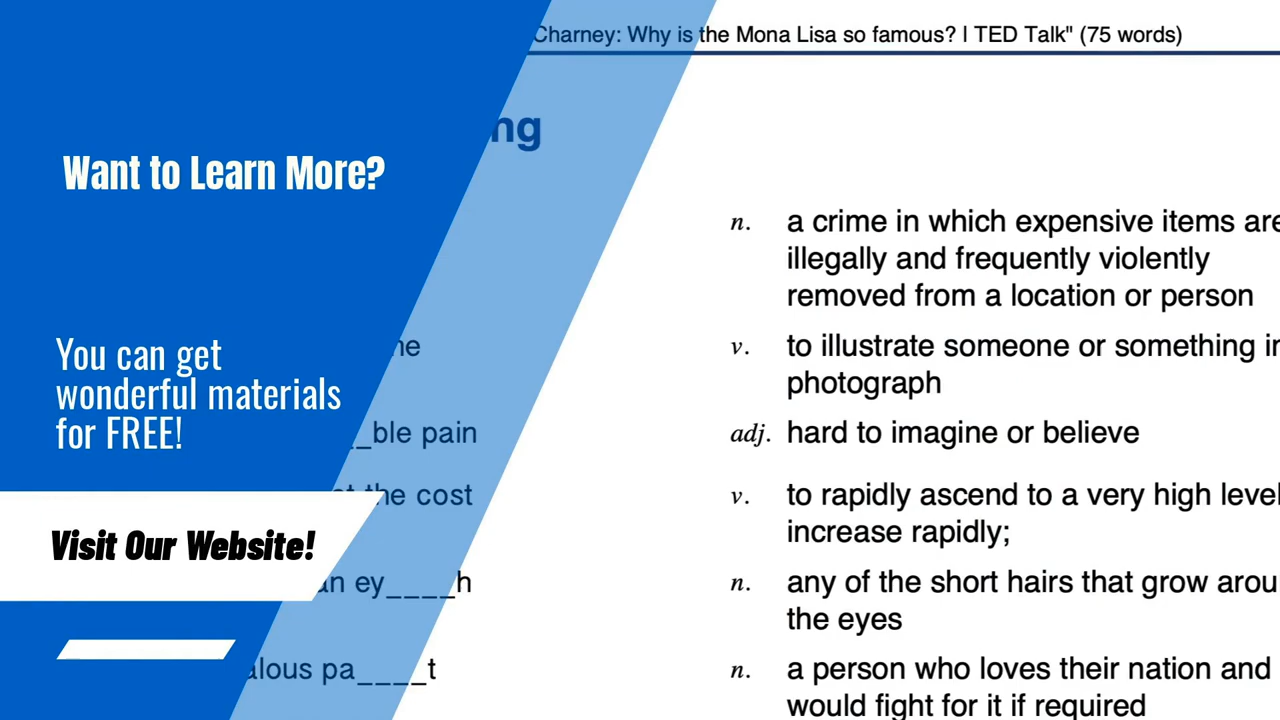 Charney: Why is the Mona Lisa so famous? | TED Talk" (75 words)
ng
Want to Learn More?
You can get
wonderful materials
for FREE!
Visit Our Website!
n. a crime in which expensive items are
illegally and frequently violently
removed from a location or person
ne
v. to illustrate someone or something in
photograph
_ble pain
adj. hard to imagine or believe
the cost
v. to rapidly ascend to a very high level
increase rapidly;
an ey____h
n. any of the short hairs that grow arou
the eyes
alous pa____t
n. a person who loves their nation and
would fight for it if required